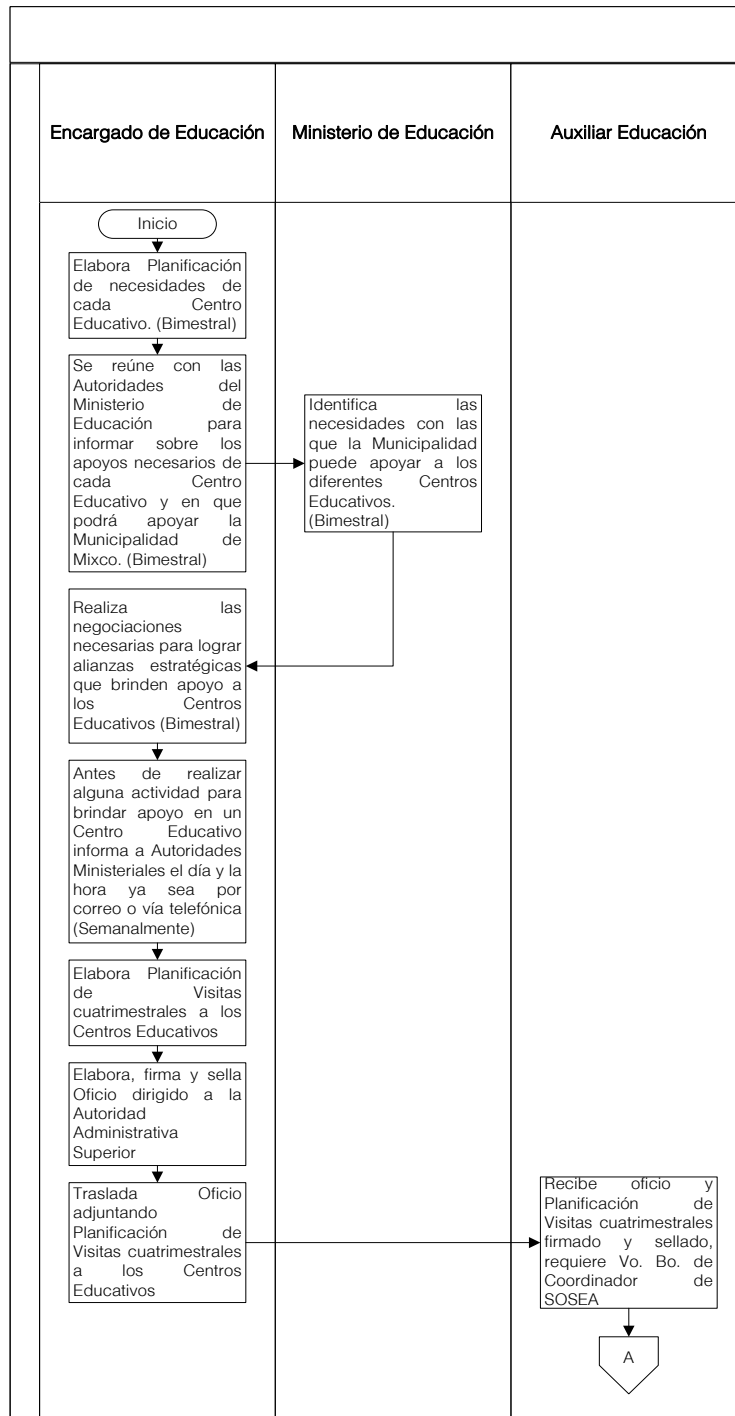 Encargado de Educación
Ministerio de Educación
Auxiliar Educación
Inicio
Elabora Planificación
de necesidades de
cada Centro
Educativo. (Bimestral)
Se reúne con las
Autoridades del
Ministerio de
Educación para
informar sobre los
apoyos necesarios de
cada Centro
Educativo y en que
podrá apoyar la
Municipalidad de
Mixco. (Bimestral)
Identifica las
necesidades con las
que la Municipalidad
puede apoyar a los
diferentes Centros
Educativos.
(Bimestral)
Realiza las
negociaciones
necesarias para lograr
alianzas estratégicas
que brinden apoyo a
los Centros
Educativos (Bimestral)
Antes de realizar
alguna actividad para
brindar apoyo en un
Centro Educativo
informa a Autoridades
Ministeriales el día y la
hora ya sea por
correo o vía telefónica
(Semanalmente)
Elabora Planificación
de Visitas
cuatrimestrales a los
Centros Educativos
Elabora, firma y sella
Oficio dirigido a la
Autoridad
Administrativa
Superior
Traslada Oficio
adjuntando
Planificación de
Visitas cuatrimestrales
a los Centros
Educativos
Recibe oficio y
Planificación de
Visitas cuatrimestrales
firmado y sellado,
requiere Vo. Bo. de
Coordinador de
SOSEA
A